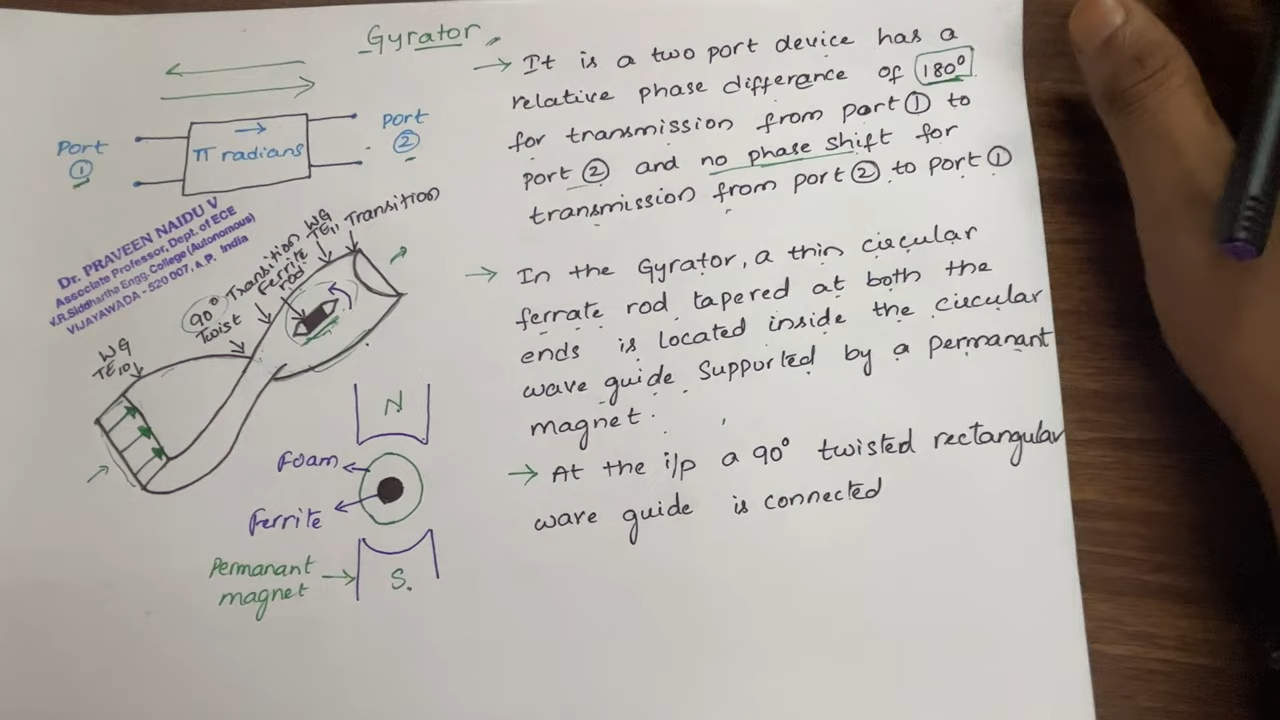 Gyrator
Port
①
π radians
Port
②
Dr. PRAVEEN NAIDU V
Associate Professor, Dept. of ECE
V.R.Siddhartha Engg. College (Autonomous)
VIJAYAWADA - 520 007, A.P. India
WG
TE10
90°
Twist
Transition
Ferrite
rod
WG
TE11
Transition
N
Foam
Ferrite
Permanant
magnet
S.
→ It is a two port device has a
relative phase differance of 180°
for transmission from port ① to
port ② and no phase shift for
transmission from port ② to port ①
→ In the Gyrator, a thin circular
ferrate rod tapered at both the
ends is located inside the circular
wave guide supported by a permanant
magnet.
→ At the i/p a 90° twisted rectangular
wave guide is connected